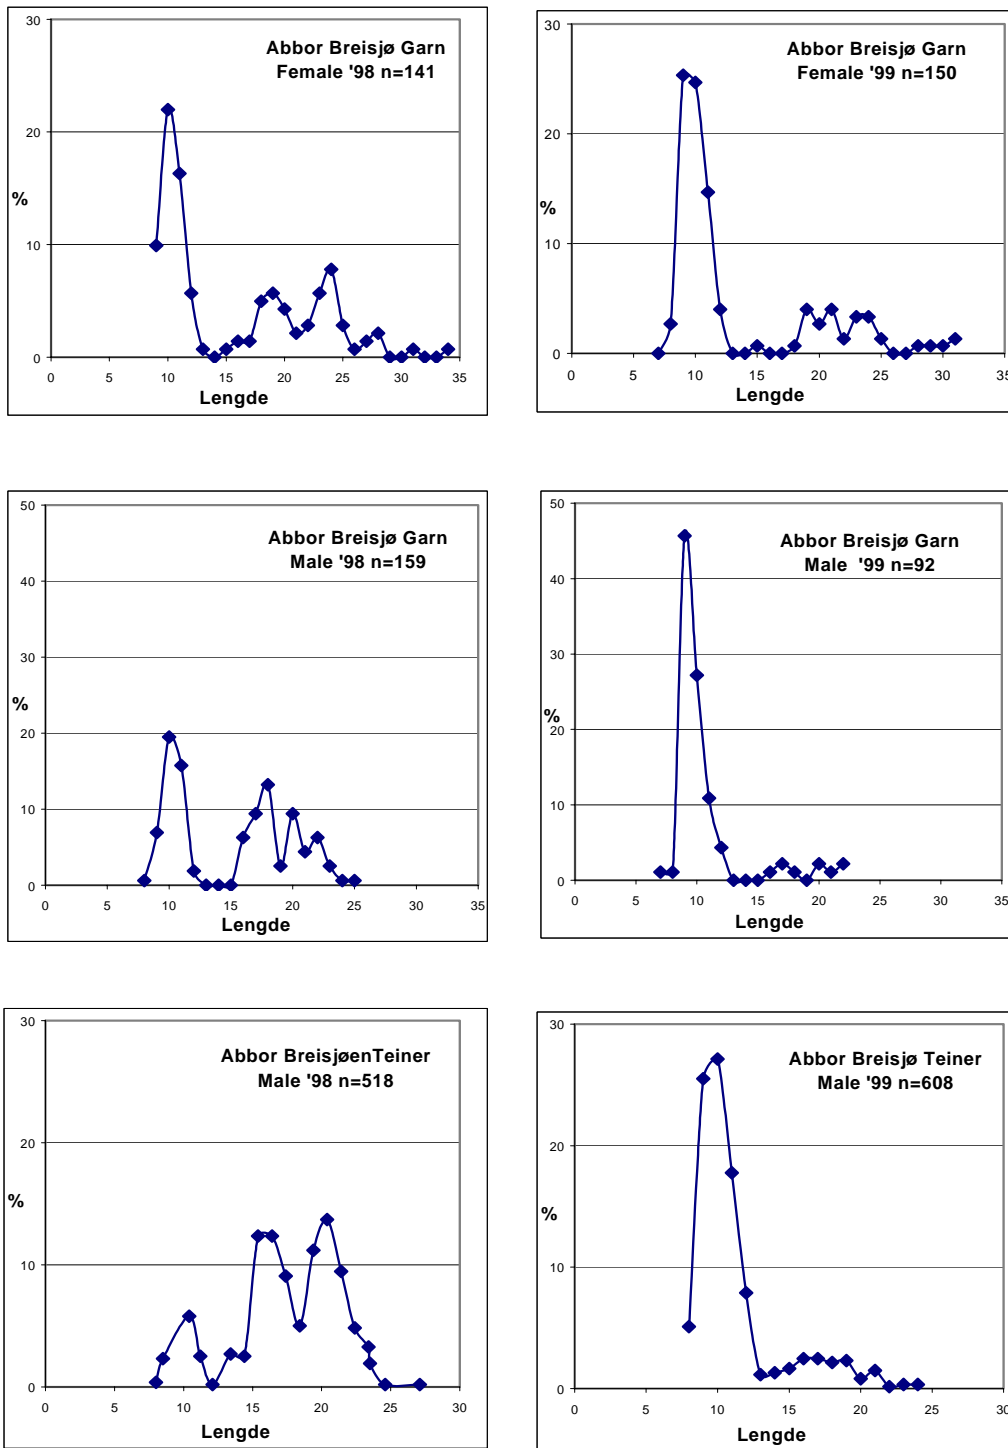 Abbor Breisjø Garn
Female '98 n=141
30
20
10
0
%
0 5 10 15 20 25 30 35
Lengde
Abbor Breisjø Garn
Female '99 n=150
30
20
10
0
%
0 5 10 15 20 25 30 35
Lengde
Abbor Breisjø Garn
Male '98 n=159
50
40
30
20
10
0
%
0 5 10 15 20 25 30 35
Lengde
Abbor Breisjø Garn
Male '99 n=92
50
40
30
20
10
0
%
0 5 10 15 20 25 30 35
Lengde
Abbor BreisjøenTeiner
Male '98 n=518
30
20
10
0
%
0 5 10 15 20 25 30
Lengde
Abbor Breisjø Teiner
Male '99 n=608
30
20
10
0
%
0 5 10 15 20 25 30
Lengde